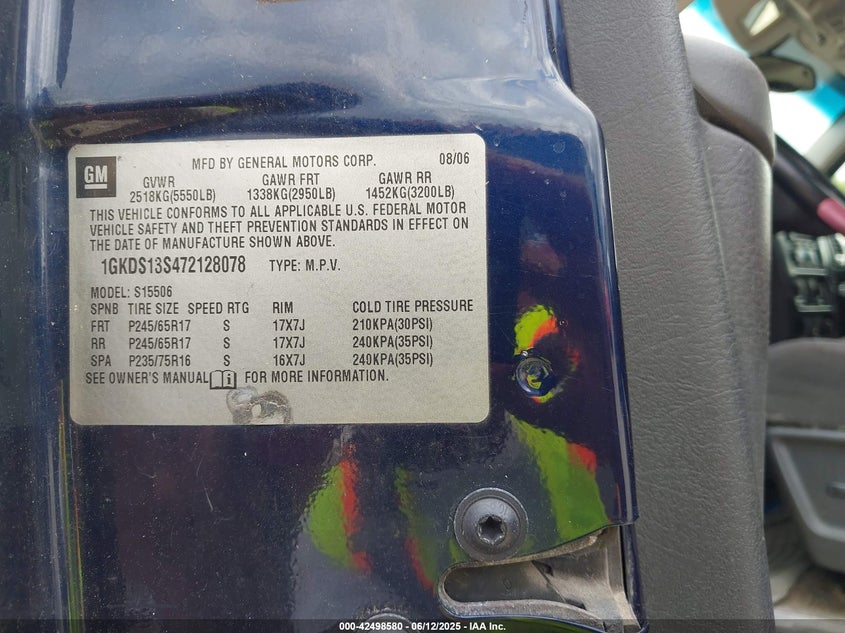 GM
MFD BY GENERAL MOTORS CORP. 08/06
GVWR GAWR FRT GAWR RR
2518KG(5550LB) 1338KG(2950LB) 1452KG(3200LB)
THIS VEHICLE CONFORMS TO ALL APPLICABLE U.S. FEDERAL MOTOR
VEHICLE SAFETY AND THEFT PREVENTION STANDARDS IN EFFECT ON
THE DATE OF MANUFACTURE SHOWN ABOVE.
1GKDS13S472128078 TYPE: M.P.V.
MODEL: S15506
SPNB TIRE SIZE SPEED RTG RIM COLD TIRE PRESSURE
FRT P245/65R17 S 17X7J 210KPA(30PSI)
RR P245/65R17 S 17X7J 240KPA(35PSI)
SPA P235/75R16 S 16X7J 240KPA(35PSI)
SEE OWNER'S MANUAL FOR MORE INFORMATION.
000-42498580 - 06/12/2025 - IAA Inc.